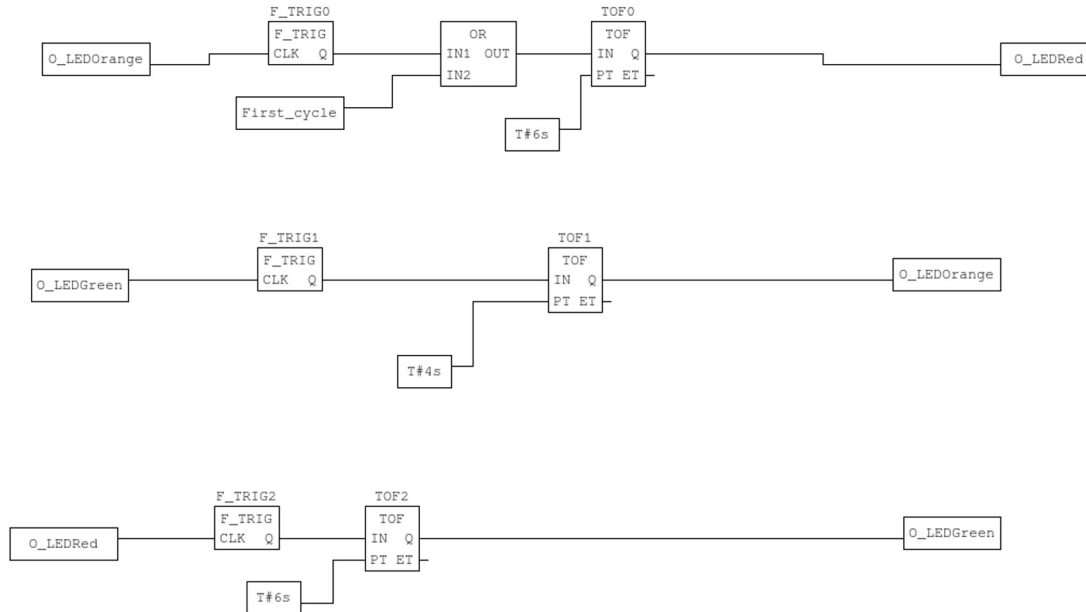 F_TRIG0
TOF0
F_TRIG
OR
TOF
O_LEDOrange
CLK Q
IN1 OUT
IN Q
O_LEDRed
IN2
PT ET
First_cycle
T#6s
F_TRIG1
TOF1
F_TRIG
TOF
O_LEDGreen
CLK Q
IN Q
O_LEDOrange
PT ET
T#4s
F_TRIG2
TOF2
F_TRIG
TOF
O_LEDRed
CLK Q
IN Q
O_LEDGreen
PT ET
T#6s